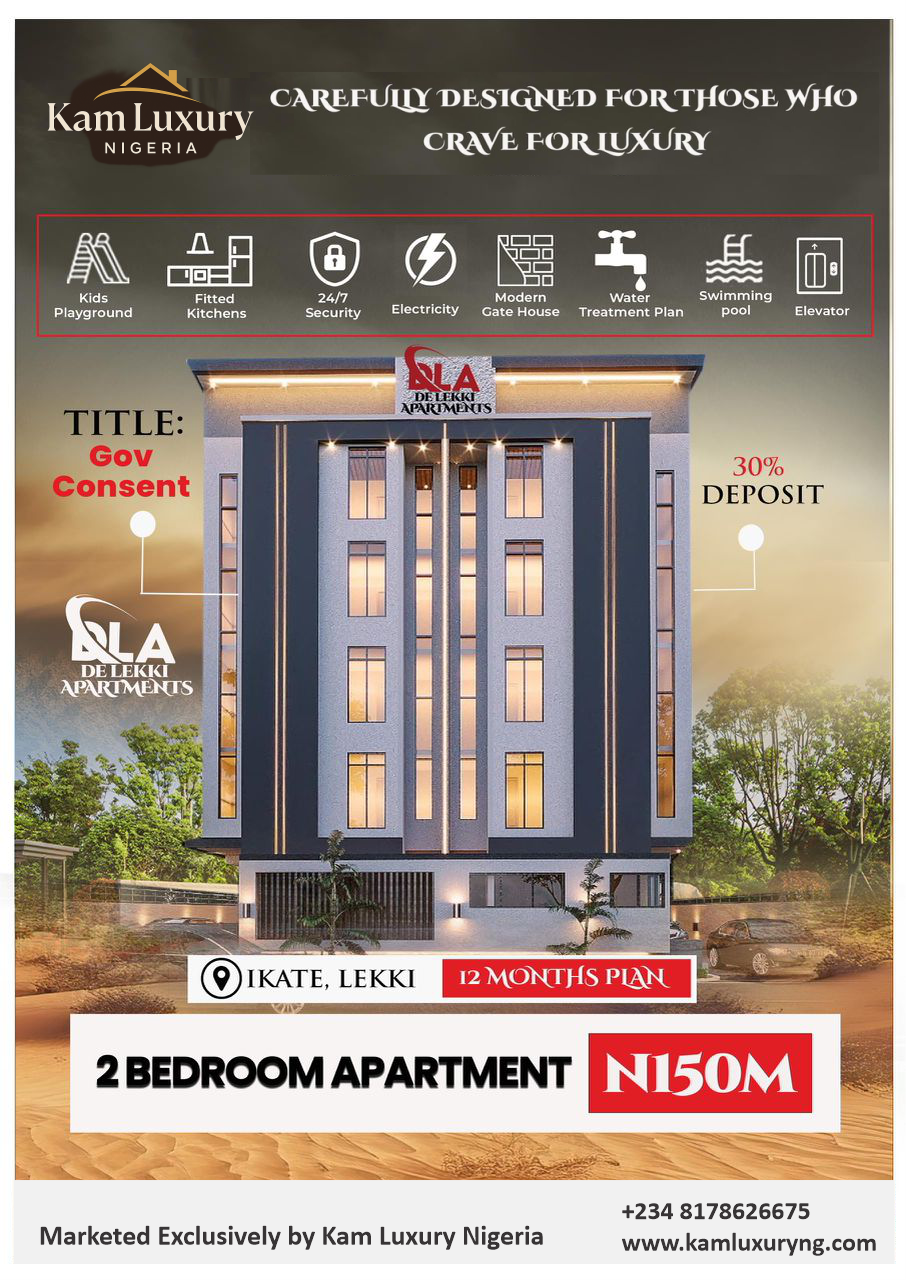 Kam Luxury
NIGERIA
CAREFULLY DESIGNED FOR THOSE WHO
CRAVE FOR LUXURY
Kids
Playground
Fitted
Kitchens
24/7
Security
Electricity
Modern
Gate House
Water
Treatment Plan
Swimming
pool
Elevator
DLA
DE LEKKI
APARTMENTS
TITLE:
Gov
Consent
30%
DEPOSIT
DLA
DE LEKKI
APARTMENTS
IKATE, LEKKI
12 MONTHS PLAN
2 BEDROOM APARTMENT
N150M
Marketed Exclusively by Kam Luxury Nigeria
+234 8178626675
www.kamluxuryng.com